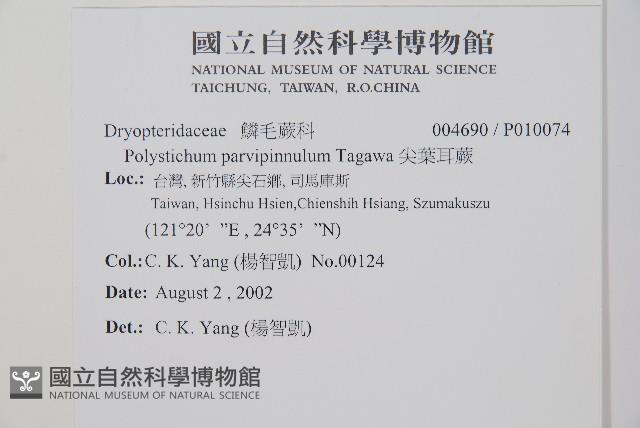 國立自然科學博物館
NATIONAL MUSEUM OF NATURAL SCIENCE
TAICHUNG, TAIWAN, R.O.CHINA
Dryopteridaceae 鱗毛蕨科 004690 / P010074
Polystichum parvipinnulum Tagawa 尖葉耳蕨
Loc.: 台灣, 新竹縣尖石鄉, 司馬庫斯
Taiwan, Hsinchu Hsien,Chienshih Hsiang, Szumakuszu
(121°20’ ”E , 24°35’ ”N)
Col.: C. K. Yang (楊智凱) No.00124
Date: August 2 , 2002
Det.: C. K. Yang (楊智凱)
國立自然科學博物館
NATIONAL MUSEUM OF NATURAL SCIENCE